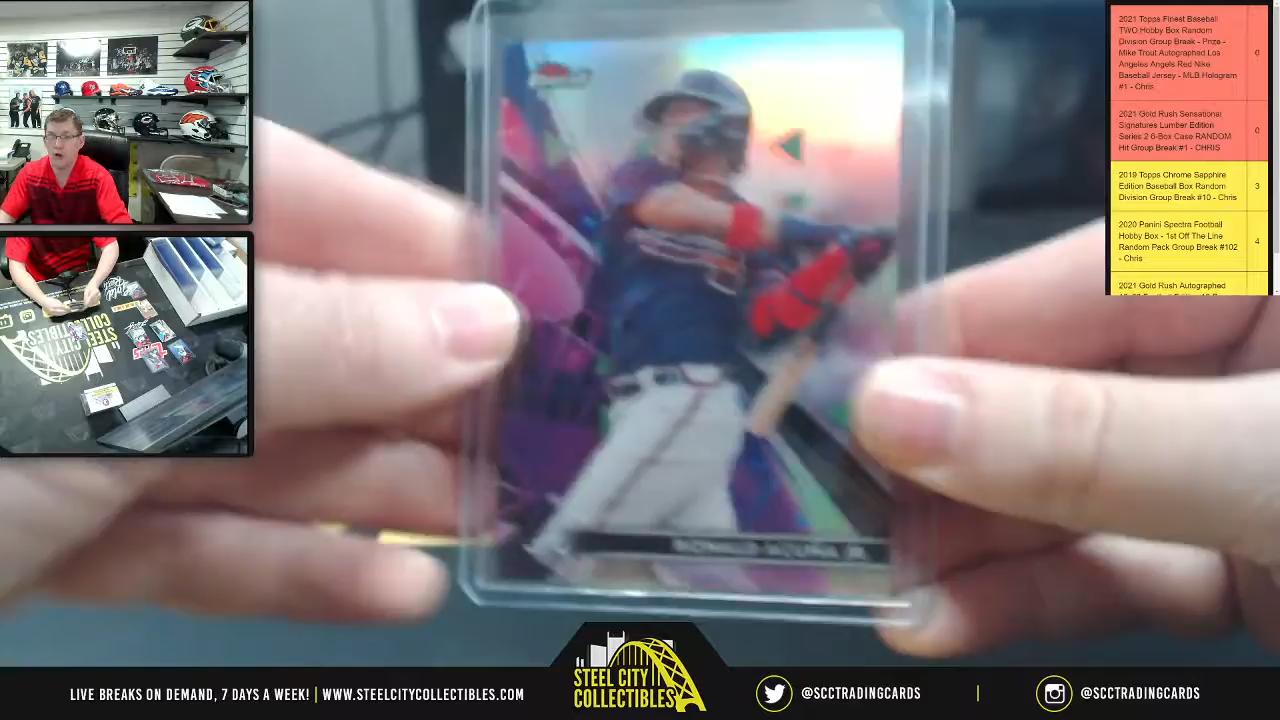 2021 Topps Finest Baseball
TWO Hobby Box Random
Division Group Break - Prize -
Mike Trout Autographed Los
Angeles Angels Red Nike
Baseball Jersey - MLB Hologram
#1 - Chris
0
2021 Gold Rush Sensational
Signatures Lumber Edition
Series 2 6-Box Case RANDOM
Hit Group Break #1 - CHRIS
0
2019 Topps Chrome Sapphire
Edition Baseball Box Random
Division Group Break #10 - Chris
3
2020 Panini Spectra Football
Hobby Box - 1st Off The Line
Random Pack Group Break #102
- Chris
4
2021 Gold Rush Autographed
RONALD ACUÑA JR.
STEEL CITY
COLLECTIBLES
LIVE BREAKS ON DEMAND, 7 DAYS A WEEK! | WWW.STEELCITYCOLLECTIBLES.COM
STEEL CITY
COLLECTIBLES
@SCCTRADINGCARDS | @SCCTRADINGCARDS